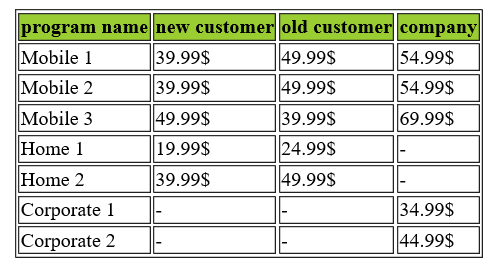 program name new customer old customer company
Mobile 1 39.99$ 49.99$ 54.99$
Mobile 2 39.99$ 49.99$ 54.99$
Mobile 3 49.99$ 39.99$ 69.99$
Home 1 19.99$ 24.99$ -
Home 2 39.99$ 49.99$ -
Corporate 1 - - 34.99$
Corporate 2 - - 44.99$